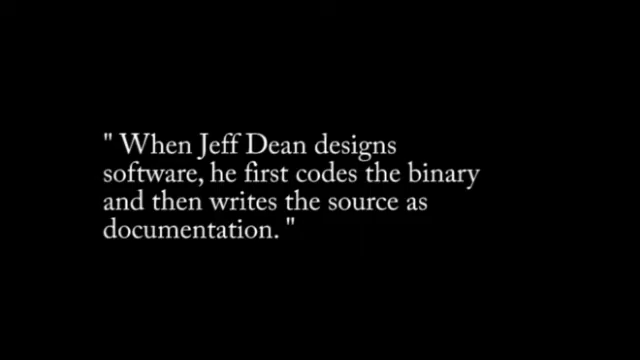 " When Jeff Dean designs
software, he first codes the binary
and then writes the source as
documentation. "